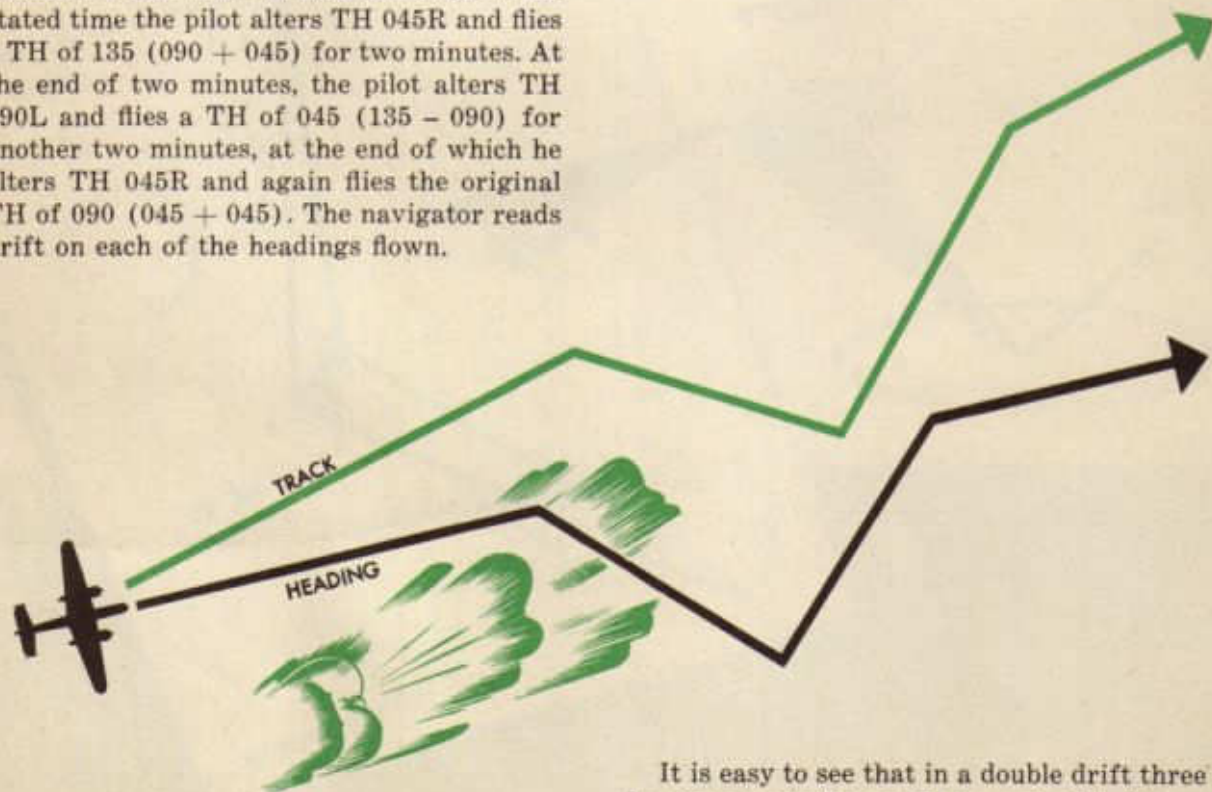 tated time the pilot alters TH 045R and flies
TH of 135 (090 + 045) for two minutes. At
he end of two minutes, the pilot alters TH
90L and flies a TH of 045 (135 – 090) for
nother two minutes, at the end of which he
lters TH 045R and again flies the original
TH of 090 (045 + 045). The navigator reads
rift on each of the headings flown.
TRACK
HEADING
It is easy to see that in a double drift three